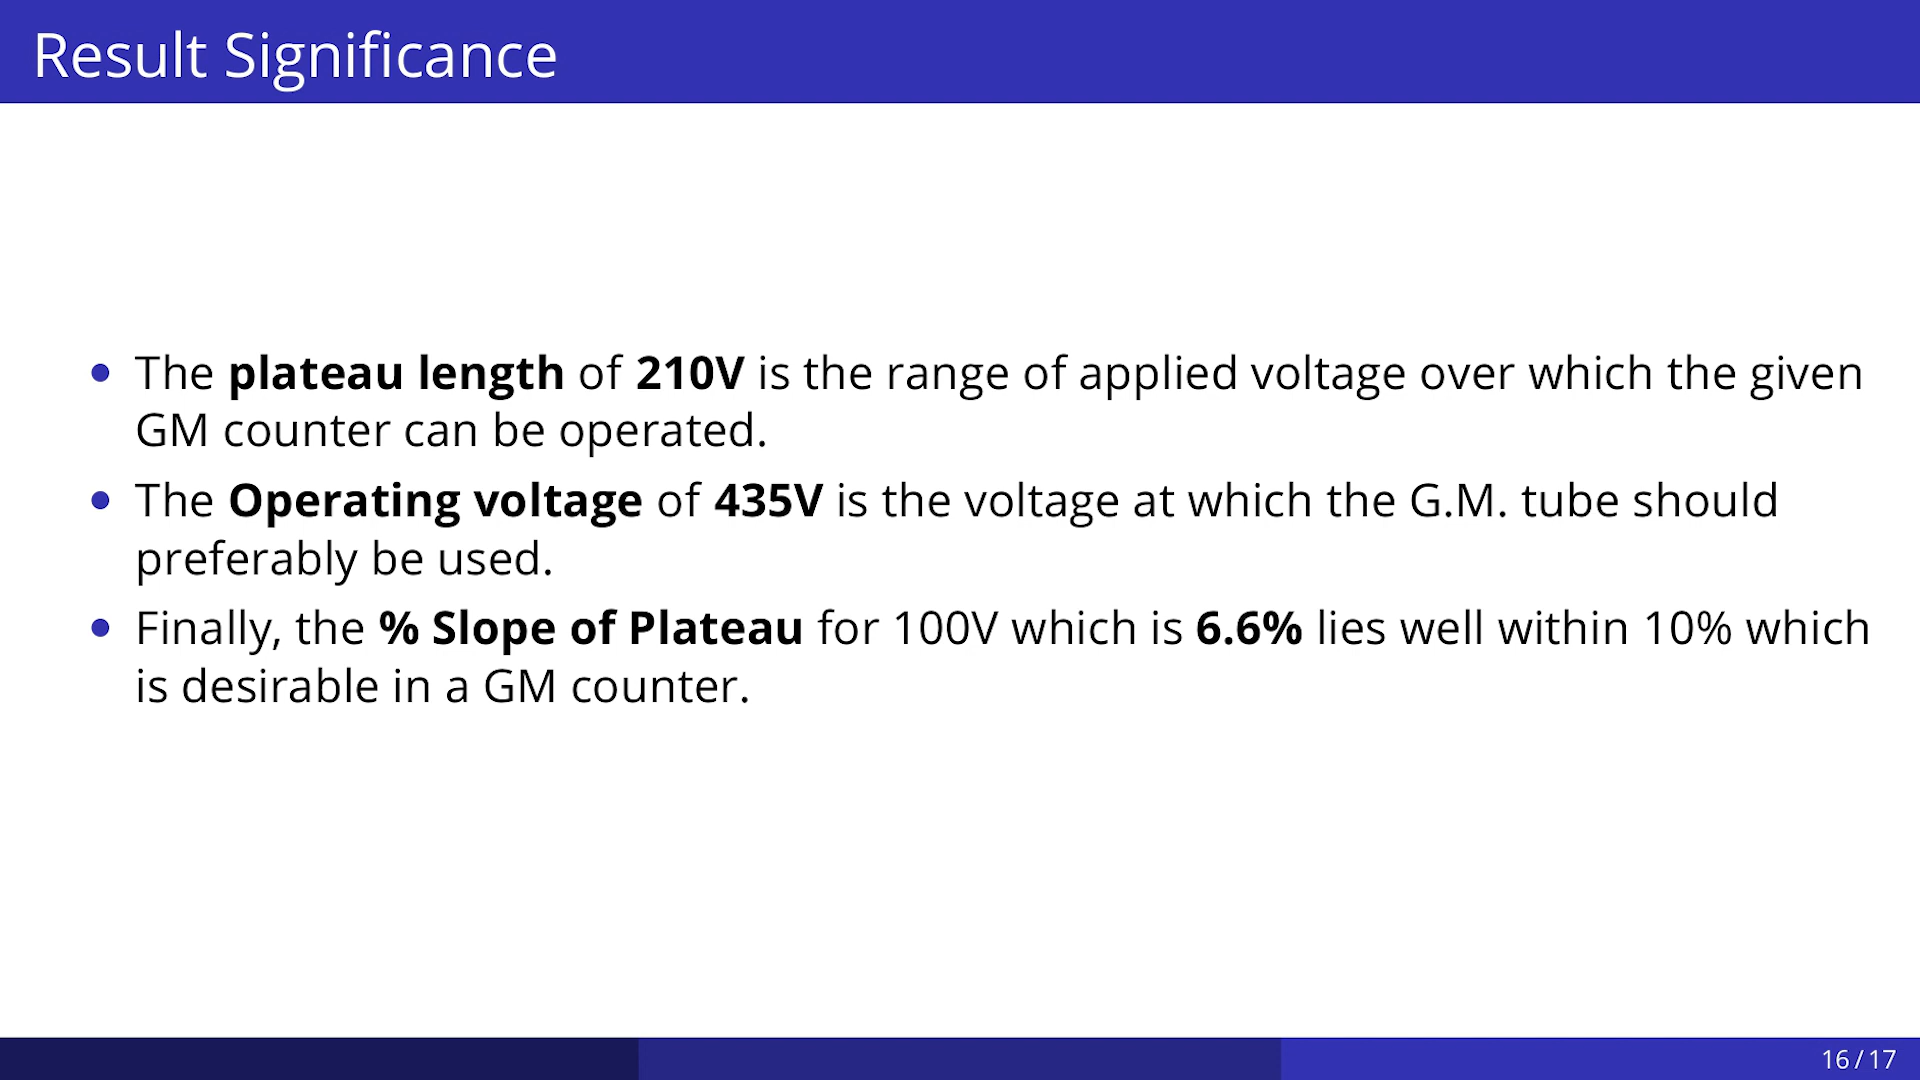 Result Significance
• The plateau length of 210V is the range of applied voltage over which the given
GM counter can be operated.
• The Operating voltage of 435V is the voltage at which the G.M. tube should
preferably be used.
• Finally, the % Slope of Plateau for 100V which is 6.6% lies well within 10% which
is desirable in a GM counter.
16 / 17